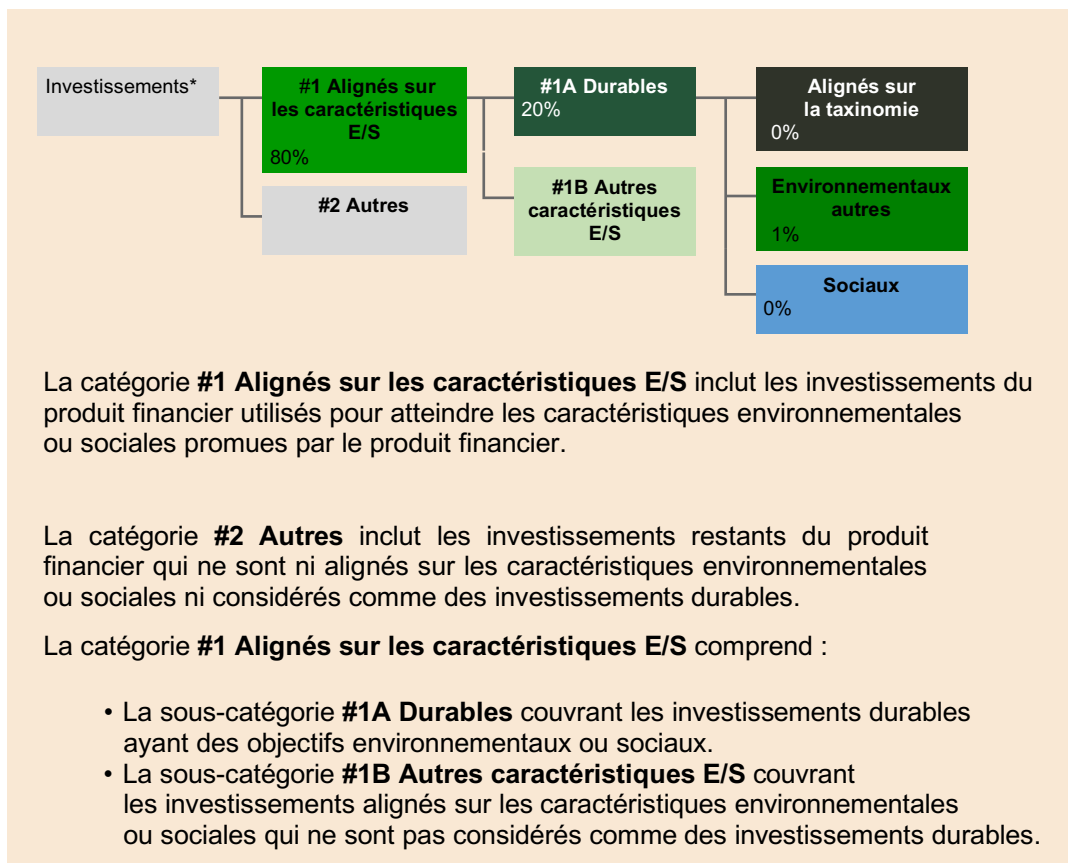 Investissements*
#1 Alignés sur
les caractéristiques
E/S
80%
#2 Autres
#1A Durables
20%
#1B Autres
caractéristiques
E/S
Alignés sur
la taxinomie
0%
Environnementaux
autres
1%
Sociaux
0%
La catégorie #1 Alignés sur les caractéristiques E/S inclut les investissements du
produit financier utilisés pour atteindre les caractéristiques environnementales
ou sociales promues par le produit financier.
La catégorie #2 Autres inclut les investissements restants du produit
financier qui ne sont ni alignés sur les caractéristiques environnementales
ou sociales ni considérés comme des investissements durables.
La catégorie #1 Alignés sur les caractéristiques E/S comprend :
• La sous-catégorie #1A Durables couvrant les investissements durables
ayant des objectifs environnementaux ou sociaux.
• La sous-catégorie #1B Autres caractéristiques E/S couvrant
les investissements alignés sur les caractéristiques environnementales
ou sociales qui ne sont pas considérés comme des investissements durables.